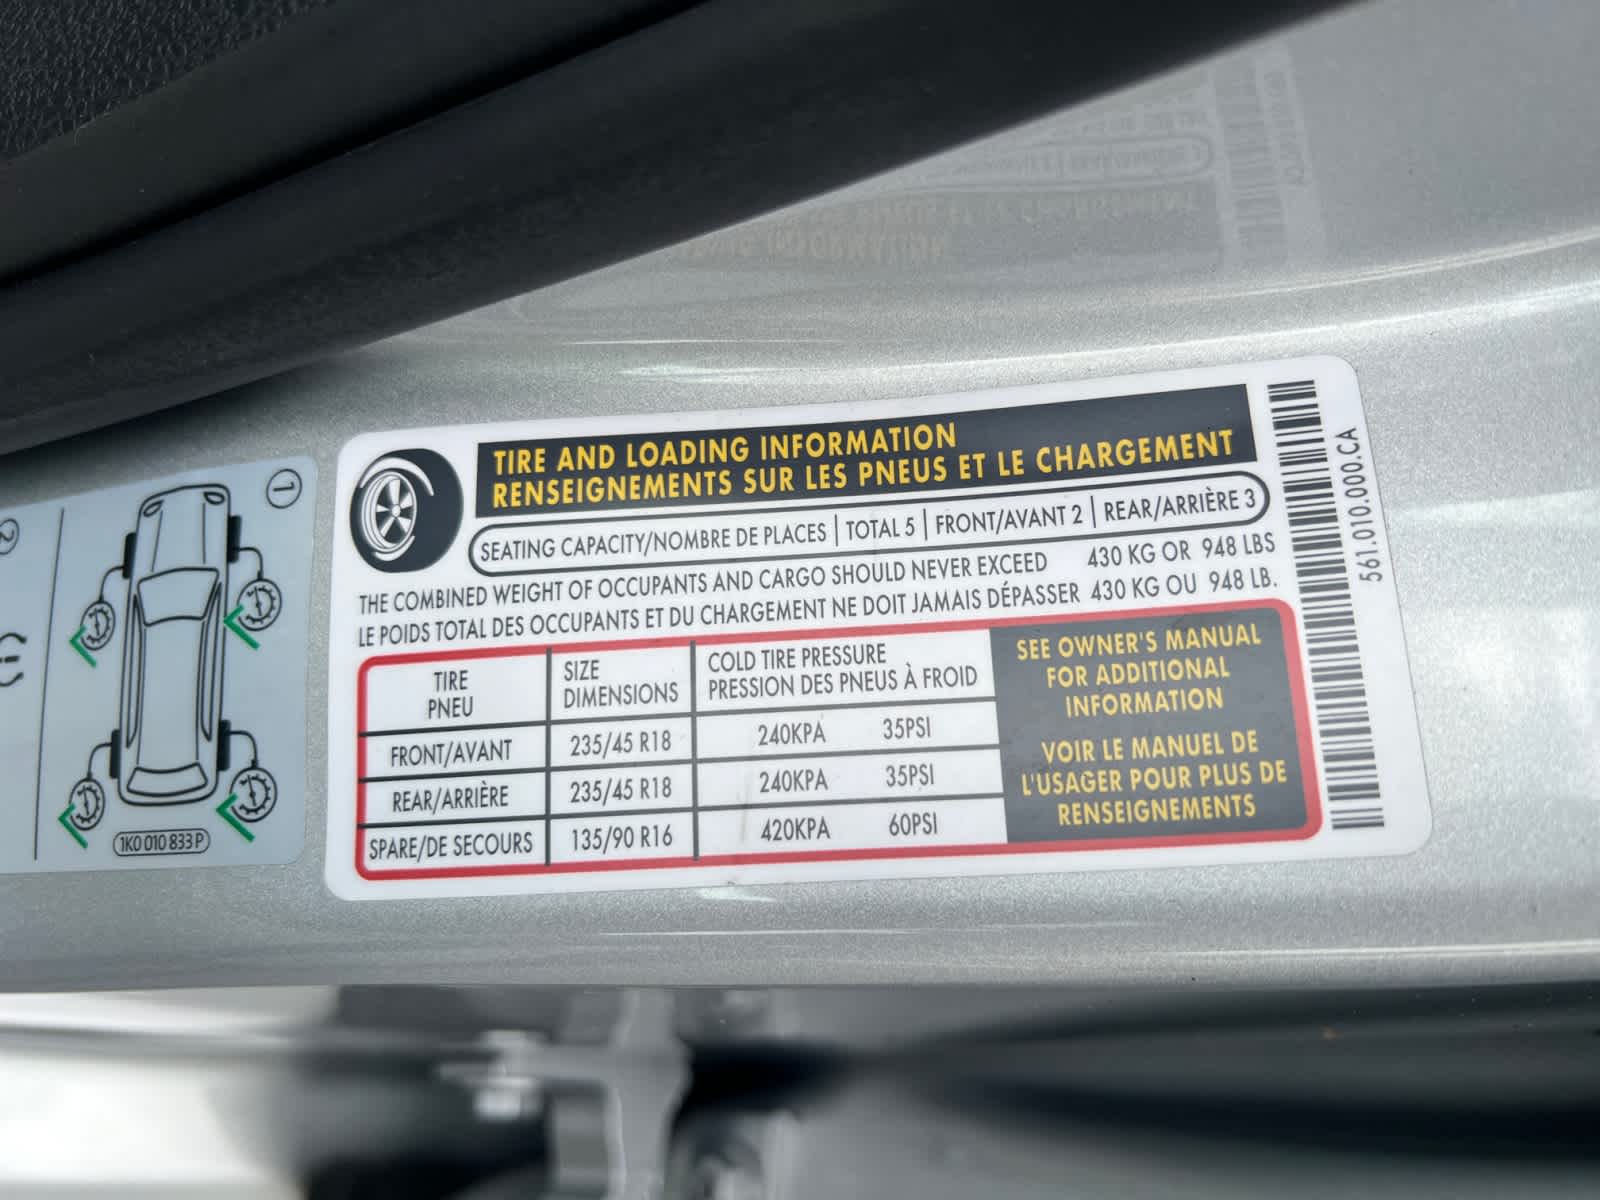 TIRE AND LOADING INFORMATION
RENSEIGNEMENTS SUR LES PNEUS ET LE CHARGEMENT
SEATING CAPACITY/NOMBRE DE PLACES | TOTAL 5 | FRONT/AVANT 2 | REAR/ARRIÈRE 3
THE COMBINED WEIGHT OF OCCUPANTS AND CARGO SHOULD NEVER EXCEED 430 KG OR 948 LBS
LE POIDS TOTAL DES OCCUPANTS ET DU CHARGEMENT NE DOIT JAMAIS DÉPASSER 430 KG OU 948 LB.
TIRE
PNEU
SIZE
DIMENSIONS
COLD TIRE PRESSURE
PRESSION DES PNEUS À FROID
FRONT/AVANT 235/45 R18 240KPA 35PSI
REAR/ARRIÈRE 235/45 R18 240KPA 35PSI
SPARE/DE SECOURS 135/90 R16 420KPA 60PSI
SEE OWNER'S MANUAL
FOR ADDITIONAL
INFORMATION
VOIR LE MANUEL DE
L'USAGER POUR PLUS DE
RENSEIGNEMENTS
561.010.000.CA
1
2
1K0 010 833 P